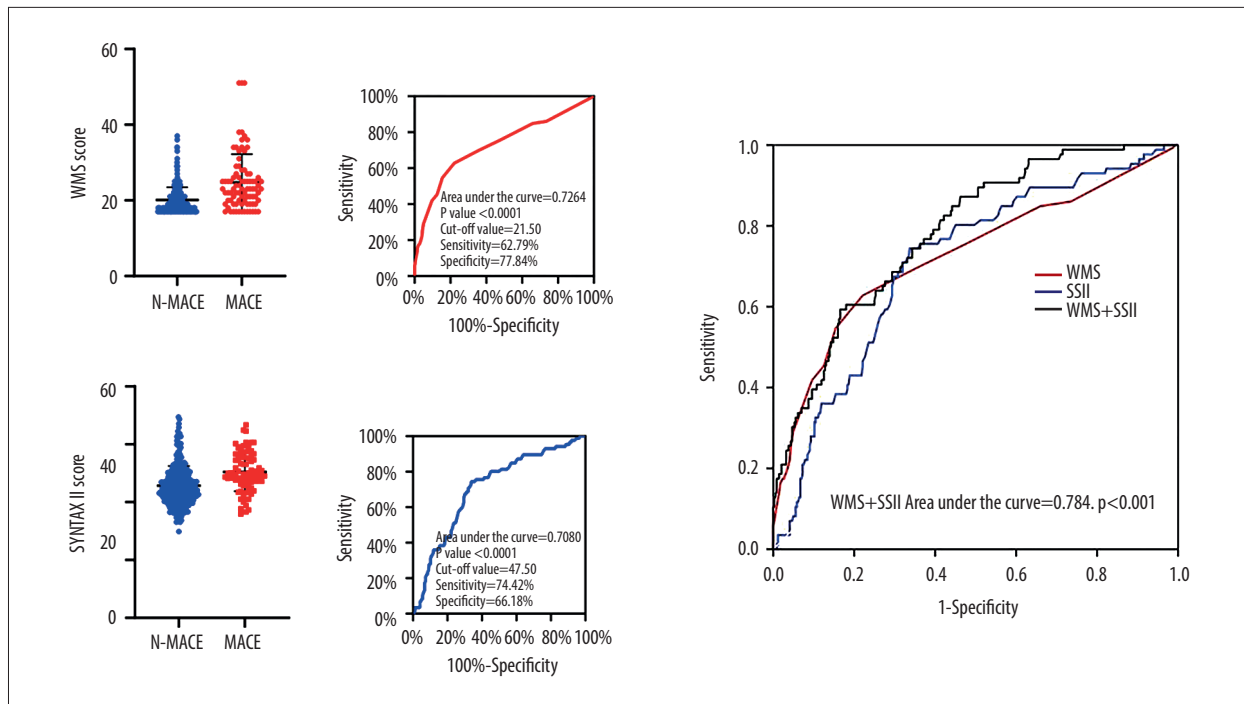 60
40
20
0
WMS score
N-MACE
MACE
100%
80%
60%
40%
20%
0%
Sensitivity
Area under the curve=0.7264
P value <0.0001
Cut-off value=21.50
Sensitivity=62.79%
Specificity=77.84%
0%
20%
40%
60%
80%
100%
100%-Specificity
60
40
20
0
SYNTAX II score
N-MACE
MACE
100%
80%
60%
40%
20%
0%
Sensitivity
Area under the curve=0.7080
P value <0.0001
Cut-off value=47.50
Sensitivity=74.42%
Specificity=66.18%
0%
20%
40%
60%
80%
100%
100%-Specificity
1.0
0.8
0.6
0.4
0.2
0.0
Sensitivity
WMS
SSII
WMS+SSII
WMS+SSII Area under the curve=0.784. p<0.001
0.0
0.2
0.4
0.6
0.8
1.0
1-Specificity